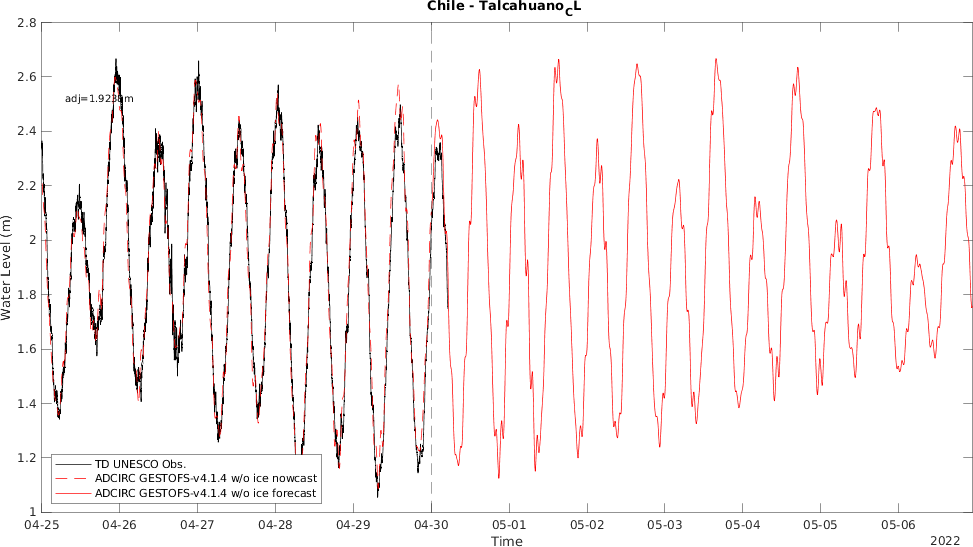 Chile - Talcahuano_CL
2.8
2.6
2.4
2.2
2
1.8
1.6
1.4
1.2
1
Water Level (m)
TD UNESCO Obs.
ADCIRC GESTOFS-v4.1.4 w/o ice nowcast
ADCIRC GESTOFS-v4.1.4 w/o ice forecast
04-25 04-26 04-27 04-28 04-29 04-30 05-01 05-02 05-03 05-04 05-05 05-06
Time
2022